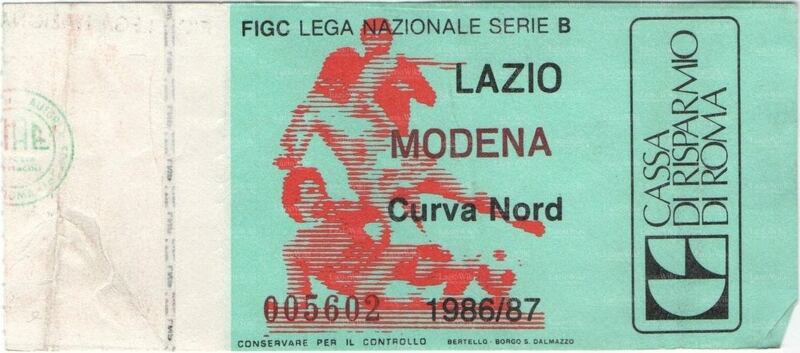 FIGC LEGA NAZIONALE SERIE B
LAZIO
MODENA
Curva Nord
005602 1986/87
CONSERVARE PER IL CONTROLLO BERTELLO - BORGO S. DALMAZZO
CASSA
DI RISPARMIO
DI ROMA